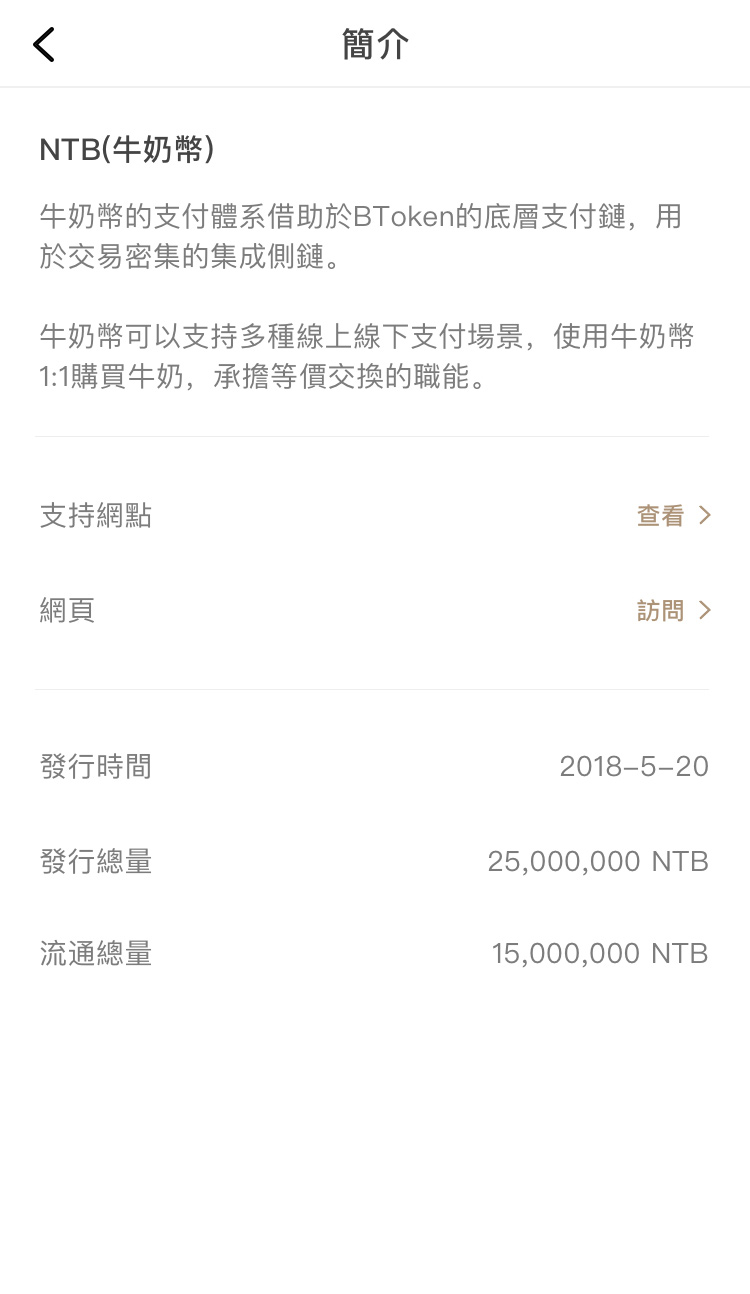 簡介
NTB(牛奶幣)
牛奶幣的支付體系借助於BToken的底層支付鏈，用
於交易密集的集成側鏈。
牛奶幣可以支持多種線上線下支付場景，使用牛奶幣
1:1購買牛奶，承擔等價交換的職能。
支持網點 查看
網頁 訪問
發行時間 2018–5–20
發行總量 25,000,000 NTB
流通總量 15,000,000 NTB